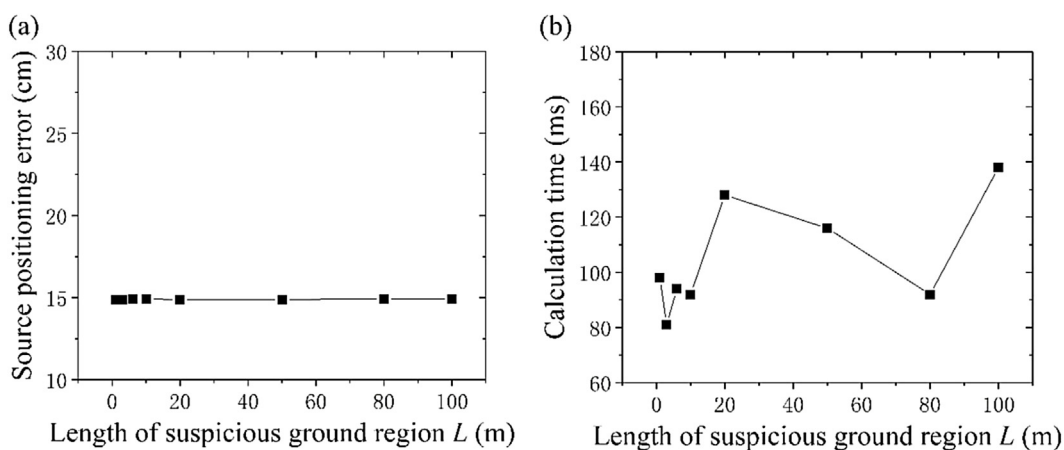 (a)
30
25
20
15
10
Source positioning error (cm)
0 20 40 60 80 100
Length of suspicious ground region L (m)
(b)
180
160
140
120
100
80
60
Calculation time (ms)
0 20 40 60 80 100
Length of suspicious ground region L (m)